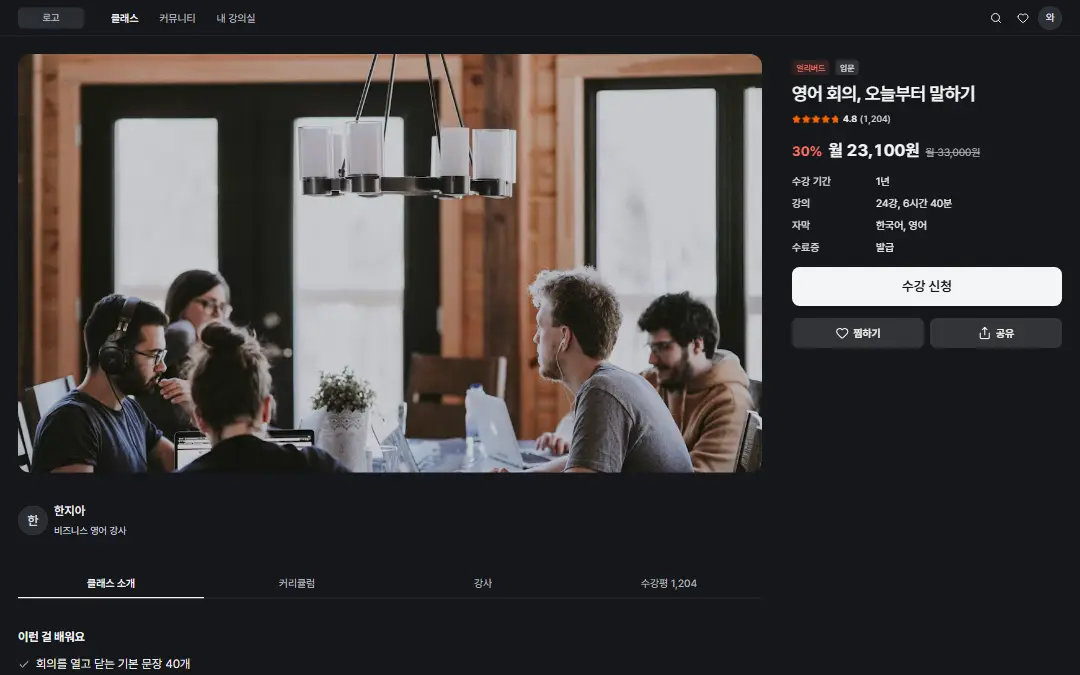 로고
클래스
커뮤니티
내 강의실
와
얼리버드 입문
영어 회의, 오늘부터 말하기
4.8 (1,204)
30% 월 23,100원 월 33,000원
수강 기간 1년
강의 24강, 6시간 40분
자막 한국어, 영어
수료증 발급
수강 신청
찜하기
공유
한
한지아
비즈니스 영어 강사
클래스 소개
커리큘럼
강사
수강평 1,204
이런 걸 배워요
회의를 열고 닫는 기본 문장 40개